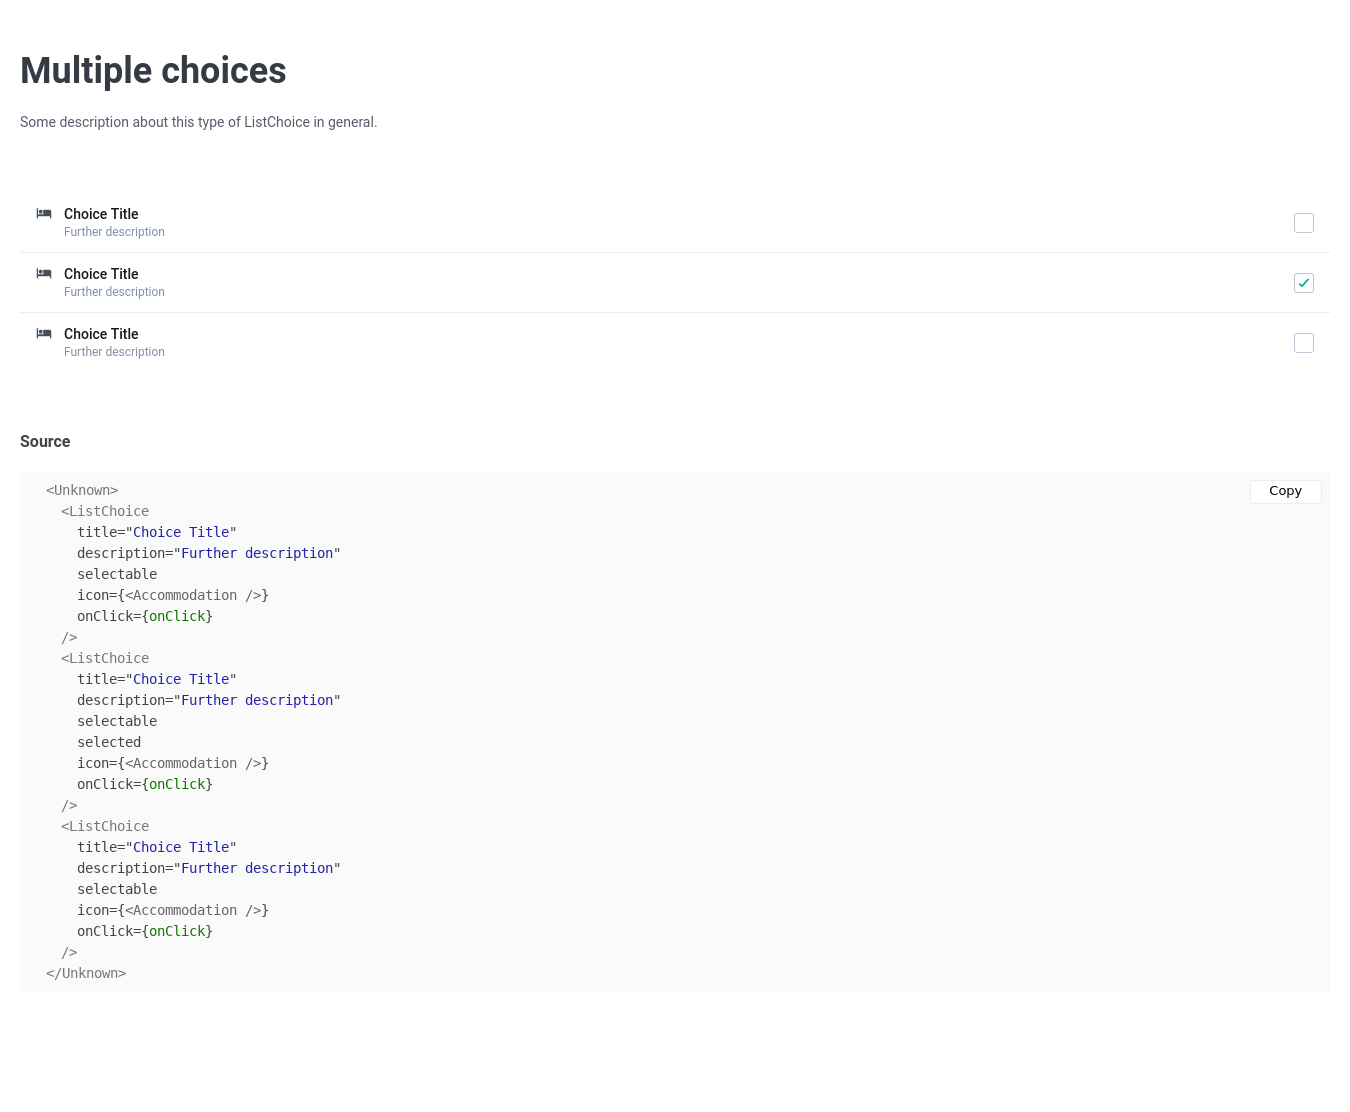 Multiple choices
Some description about this type of ListChoice in general.
Choice Title
Further description
Choice Title
Further description
Choice Title
Further description
Source
Copy
<Unknown>
  <ListChoice
    title="Choice Title"
    description="Further description"
    selectable
    icon={<Accommodation />}
    onClick={onClick}
  />
  <ListChoice
    title="Choice Title"
    description="Further description"
    selectable
    selected
    icon={<Accommodation />}
    onClick={onClick}
  />
  <ListChoice
    title="Choice Title"
    description="Further description"
    selectable
    icon={<Accommodation />}
    onClick={onClick}
  />
</Unknown>